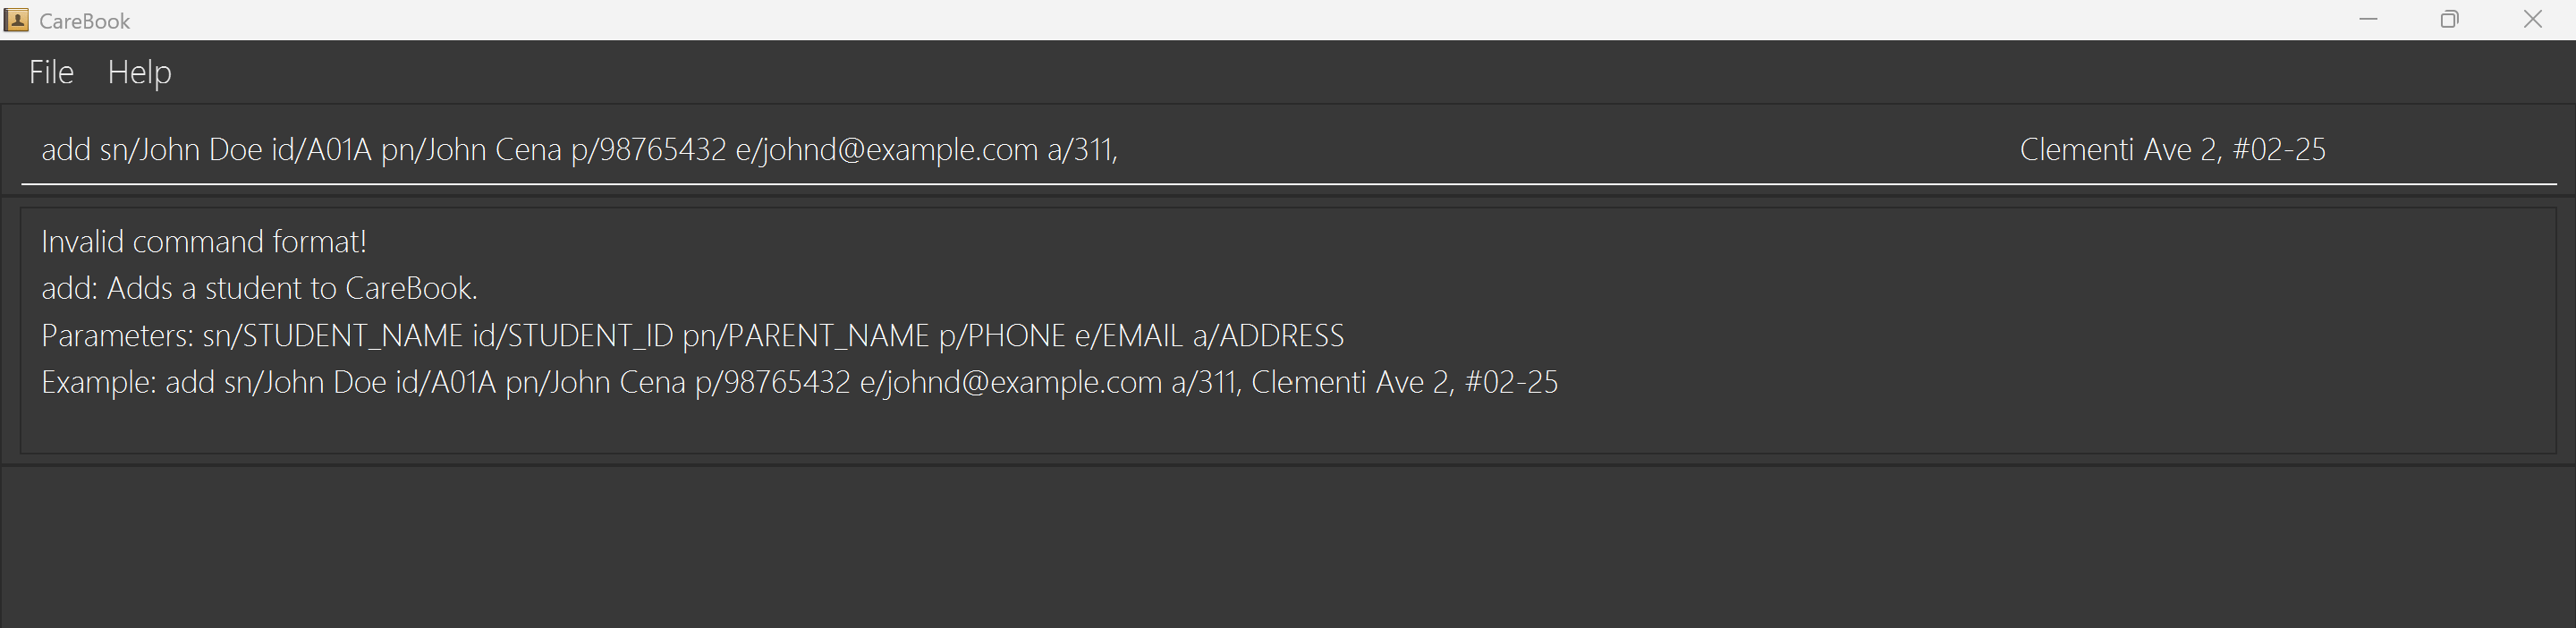 CareBook
File Help
add sn/John Doe id/A01A pn/John Cena p/98765432 e/johnd@example.com a/311, Clementi Ave 2, #02-25
Invalid command format!
add: Adds a student to CareBook.
Parameters: sn/STUDENT_NAME id/STUDENT_ID pn/PARENT_NAME p/PHONE e/EMAIL a/ADDRESS
Example: add sn/John Doe id/A01A pn/John Cena p/98765432 e/johnd@example.com a/311, Clementi Ave 2, #02-25